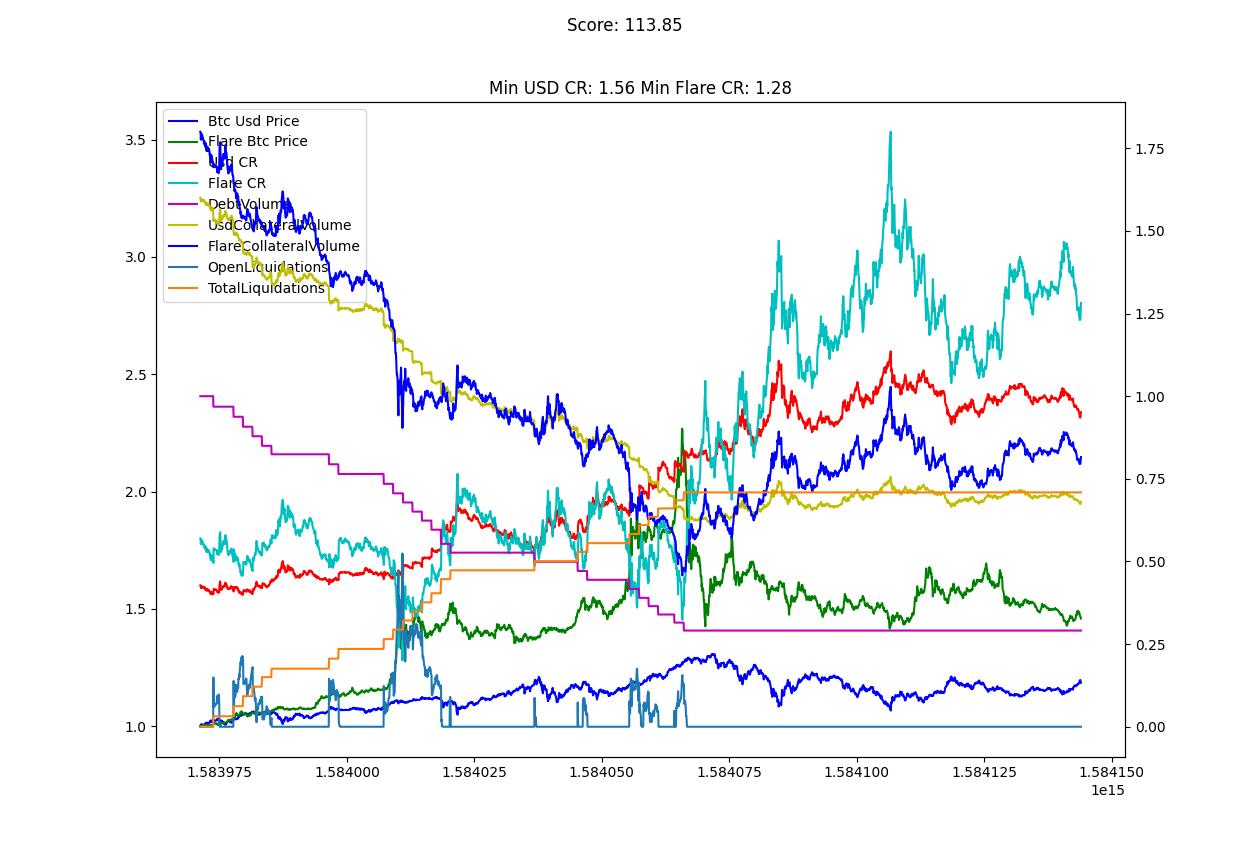 Score: 113.85
Min USD CR: 1.56 Min Flare CR: 1.28
Btc Usd Price
Flare Btc Price
Usd CR
Flare CR
DebtVolume
UsdCollateralVolume
FlareCollateralVolume
OpenLiquidations
TotalLiquidations
3.5
3.0
2.5
2.0
1.5
1.0
1.75
1.50
1.25
1.00
0.75
0.50
0.25
0.00
1.583975
1.584000
1.584025
1.584050
1.584075
1.584100
1.584125
1.584150
1e15